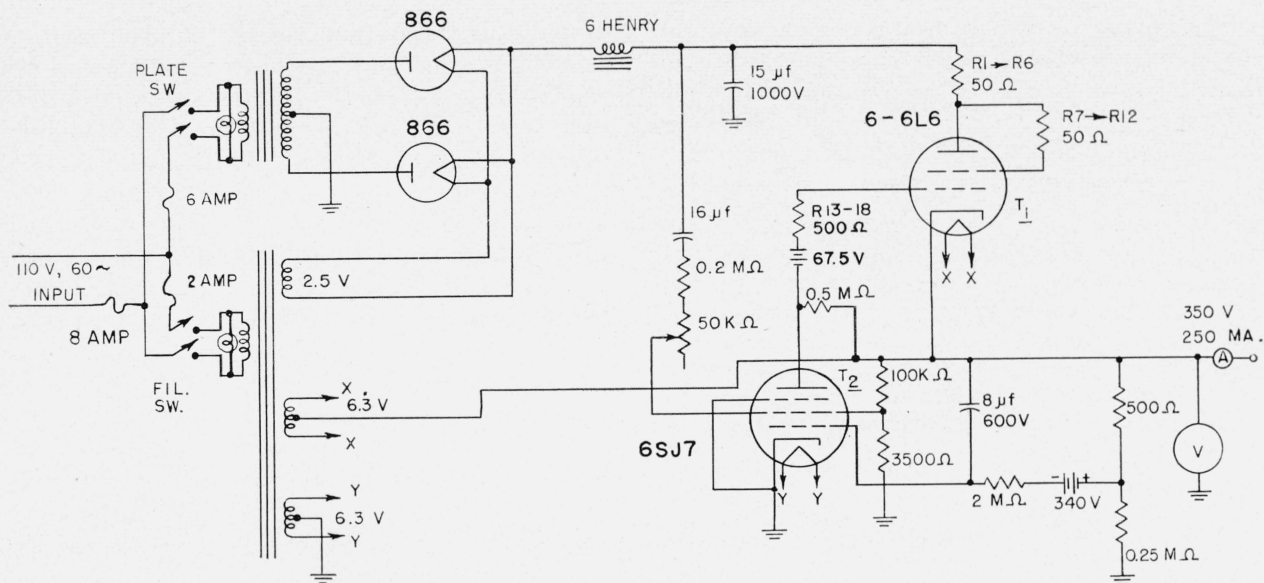 866
6 HENRY
PLATE
SW
15 µf
1000V
R1→R6
50 Ω
866
6-6L6
R7→R12
50 Ω
6 AMP
16 µf
R13-18
500 Ω
T1
67.5 V
X X
110 V, 60~
INPUT
2 AMP
2.5 V
0.2 MΩ
0.5 MΩ
8 AMP
50 KΩ
350 V
250 MA.
A
FIL.
SW.
X
6.3 V
X
T2
100K Ω
8 µf
600V
500 Ω
V
6SJ7
3500 Ω
Y Y
2 MΩ
- +
340 V
Y
6.3 V
Y
0.25 MΩ